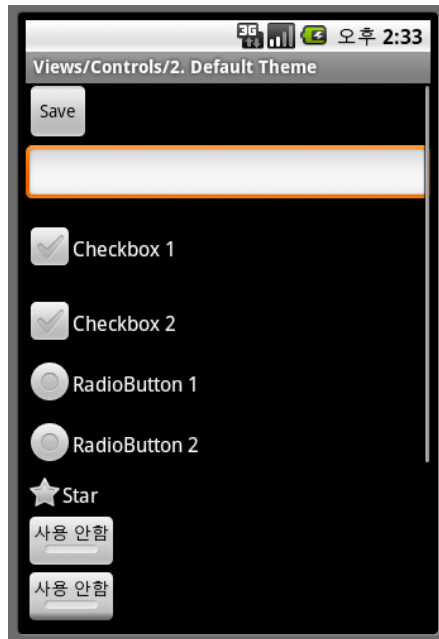 3G 오후 2:33
Views/Controls/2. Default Theme
Save
Checkbox 1
Checkbox 2
RadioButton 1
RadioButton 2
Star
사용 안함
사용 안함